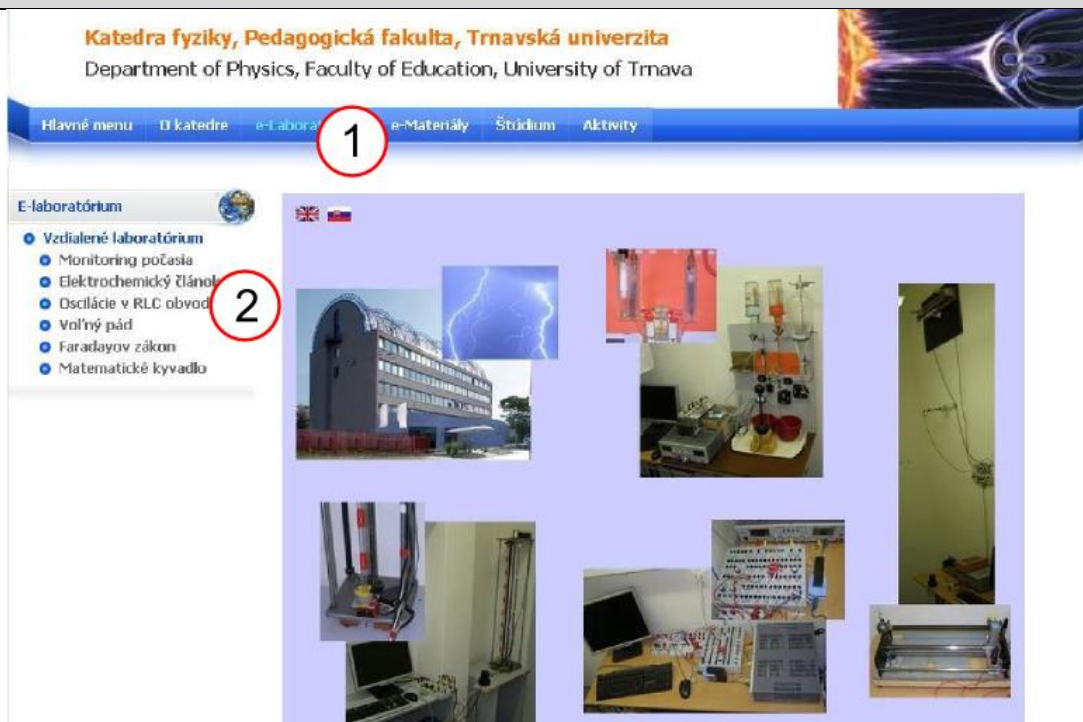 Katedra fyziky, Pedagogická fakulta, Trnavská univerzita
Department of Physics, Faculty of Education, University of Trnava
Hlavné menu O katedre e-Materiály Štúdium Aktivity
1
E-laboratórium
Vzdialené laboratórium
Monitoring počasia
Elektrochemický
Oscilácie v RLC
2
Voľný pád
Faradayov zákon
Matematické kyvadlo